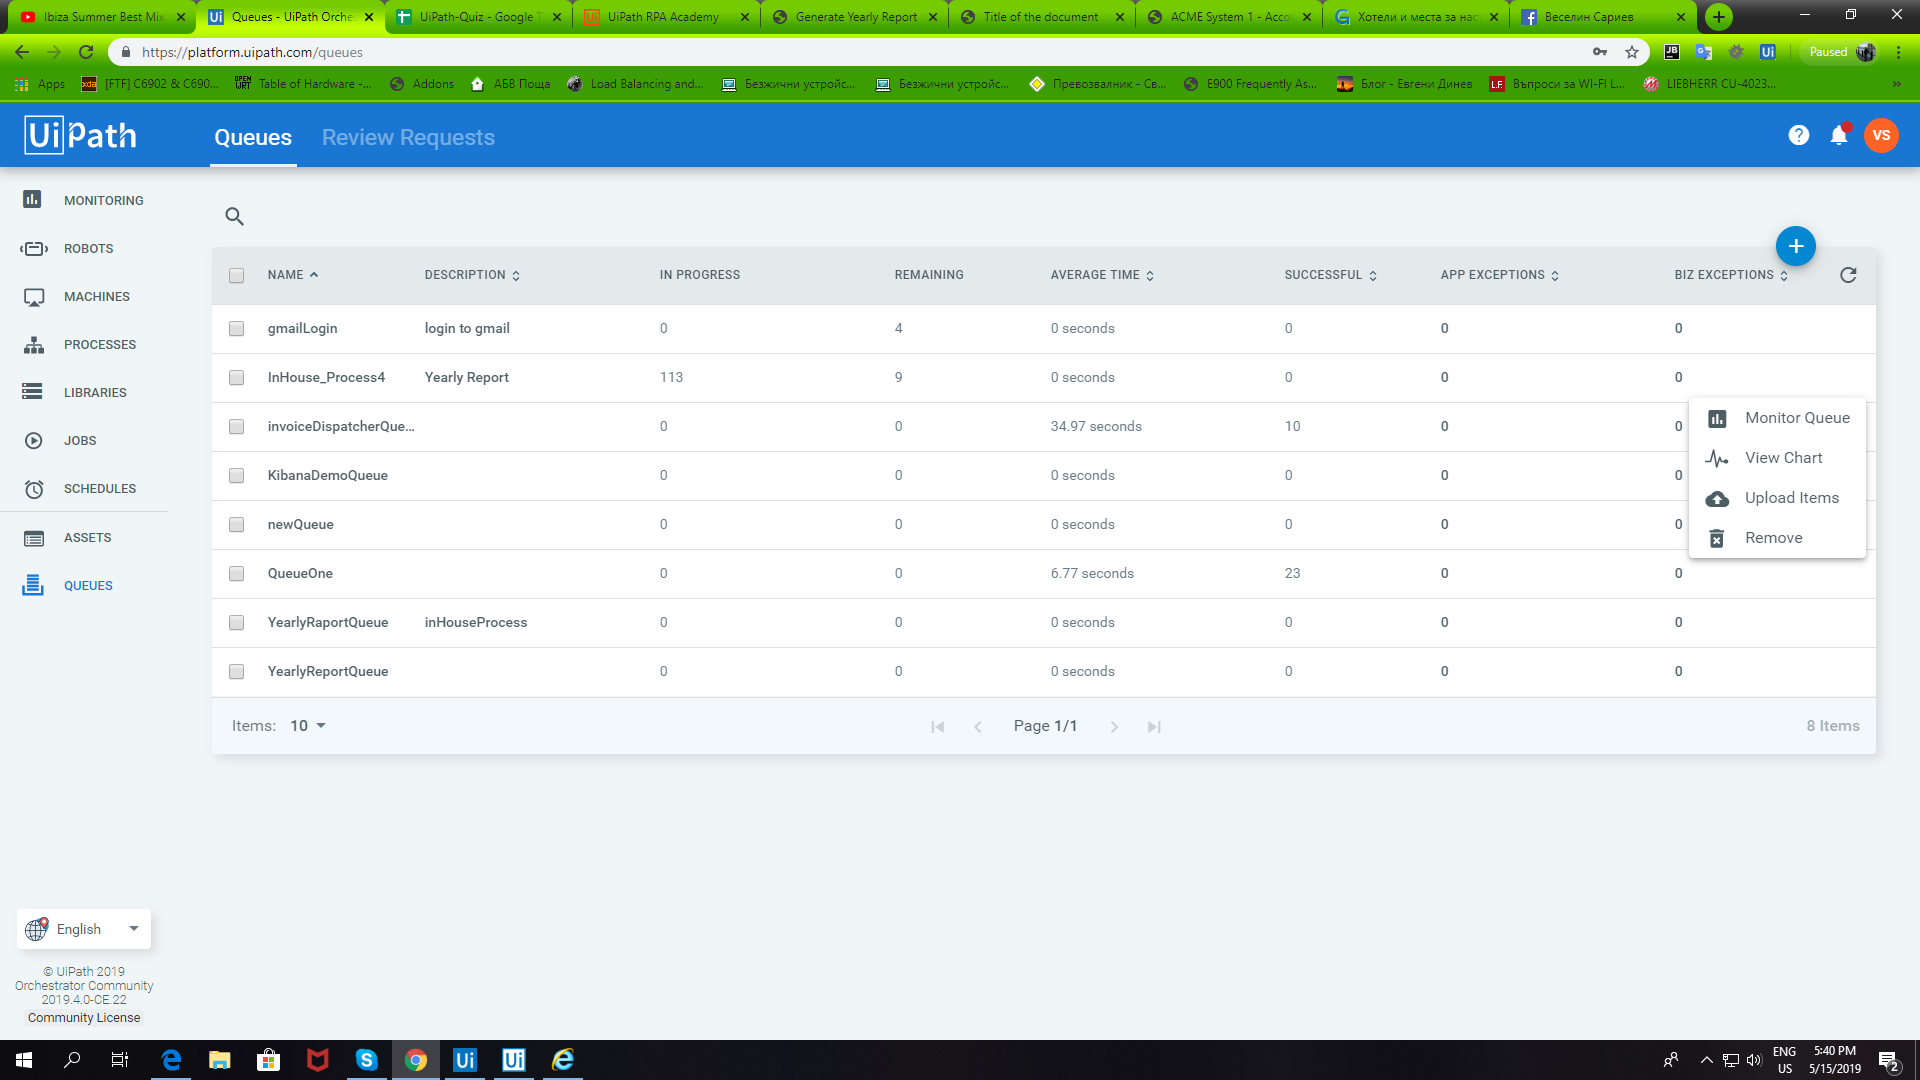 Ibiza Summer Best Mix
Queues - UiPath Orche
UiPath-Quiz - Google T
UiPath RPA Academy
Generate Yearly Report
Title of the document
ACME System 1 - Acco
Хотели и места за нас
Веселин Сариев
https://platform.uipath.com/queues
Paused
Apps
[FTF] C6902 & C690...
Table of Hardware -...
Addons
АБВ Поща
Load Balancing and...
Безжични устройс...
Безжични устройс...
Превозвалник - Св...
E900 Frequently As...
Блог - Евгени Динев
Въпроси за WI-FI L...
LIEBHERR CU-4023...
UiPath
Queues
Review Requests
VS
MONITORING
ROBOTS
MACHINES
PROCESSES
LIBRARIES
JOBS
SCHEDULES
ASSETS
QUEUES
NAME DESCRIPTION IN PROGRESS REMAINING AVERAGE TIME SUCCESSFUL APP EXCEPTIONS BIZ EXCEPTIONS
gmailLogin login to gmail 0 4 0 seconds 0 0 0
InHouse_Process4 Yearly Report 113 9 0 seconds 0 0 0
invoiceDispatcherQue... 0 0 34.97 seconds 10 0 0
KibanaDemoQueue 0 0 0 seconds 0 0 0
newQueue 0 0 0 seconds 0 0 0
QueueOne 0 0 6.77 seconds 23 0 0
YearlyRaportQueue inHouseProcess 0 0 0 seconds 0 0 0
YearlyReportQueue 0 0 0 seconds 0 0 0
Monitor Queue
View Chart
Upload Items
Remove
Items: 10
Page 1/1
8 Items
English
© UiPath 2019
Orchestrator Community
2019.4.0-CE.22
Community License
ENG
US
5:40 PM
5/15/2019
2